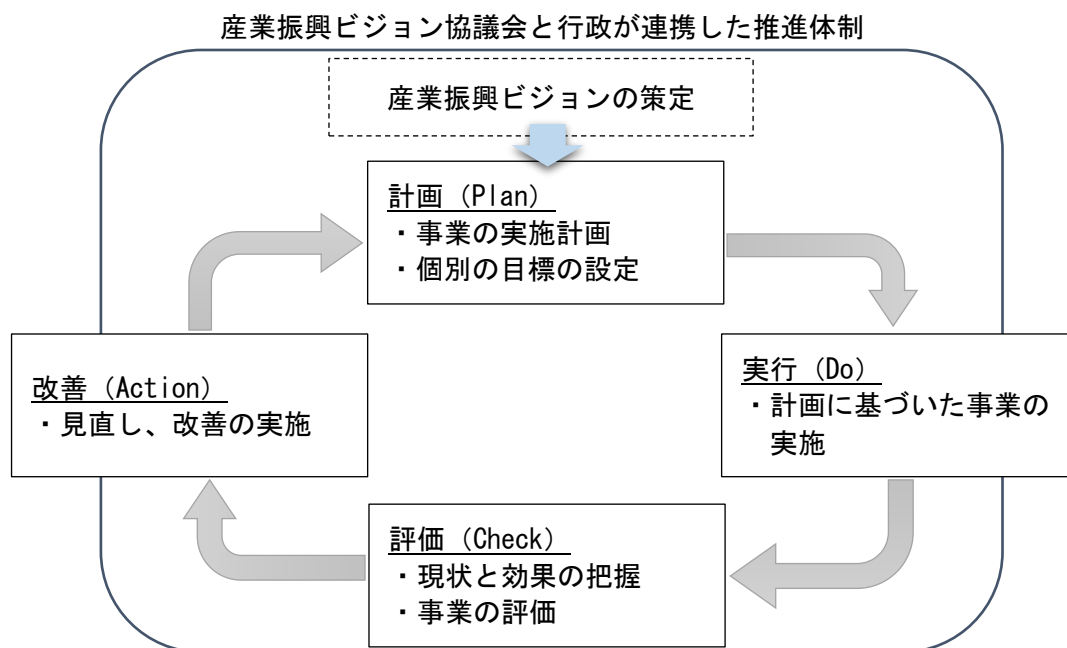 産業振興ビジョン協議会と行政が連携した推進体制
産業振興ビジョンの策定
計画（Plan）
・事業の実施計画
・個別の目標の設定
実行（Do）
・計画に基づいた事業の
実施
評価（Check）
・現状と効果の把握
・事業の評価
改善（Action）
・見直し、改善の実施